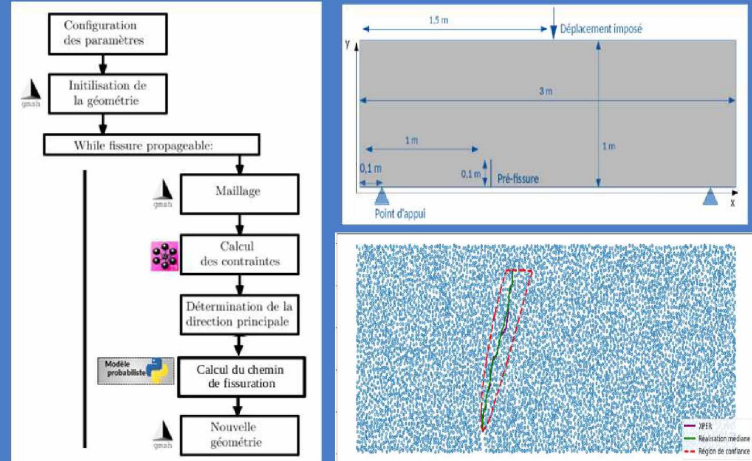 Configuration
des paramètres
gmsh
Initilisation de
la géométrie
While fissure propageable:
gmsh
Maillage
Calcul
des contraintes
Détermination de la
direction principale
Modèle
probabiliste
Calcul du chemin
de fissuration
gmsh
Nouvelle
géométrie
1,5 m
Déplacement imposé
y
3 m
1 m
1 m
0,1 m
0,1 m
Pré-fissure
x
Point d'appui
XPER
Réalisation médiane
Région de confiance